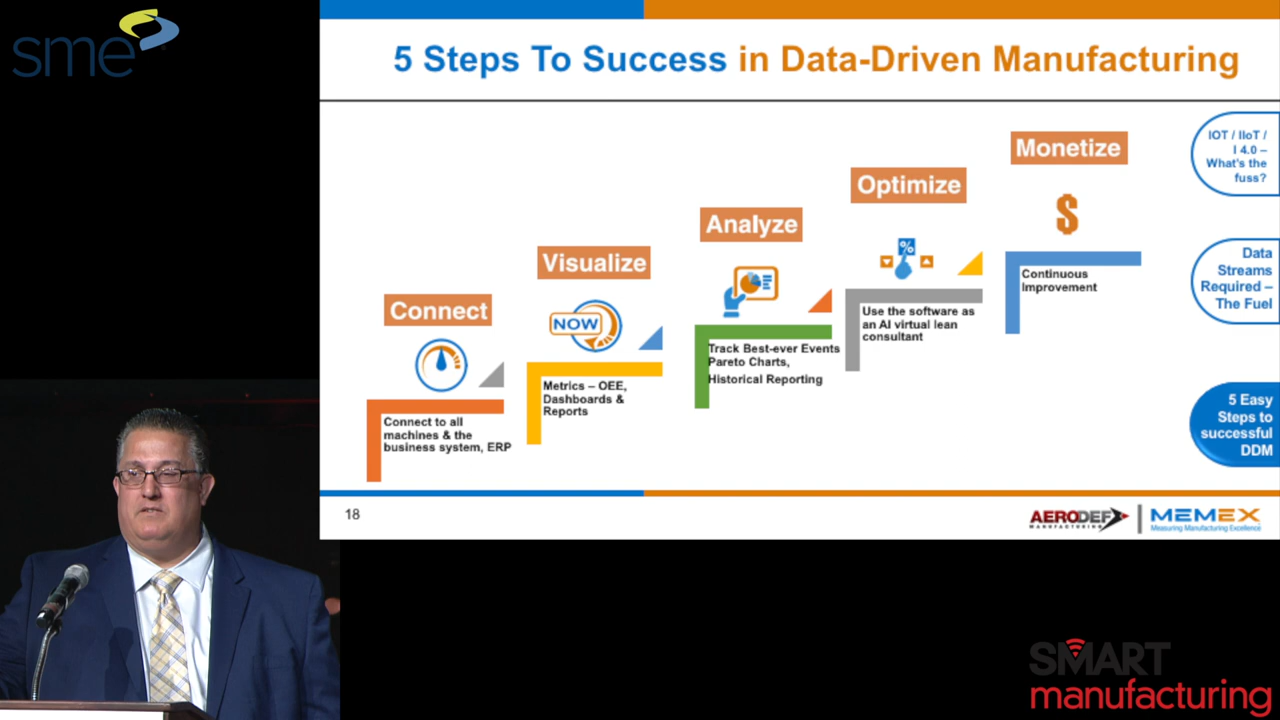 sme
5 Steps To Success in Data-Driven Manufacturing
Connect
Connect to all
machines & the
business system, ERP
Visualize
NOW
Metrics – OEE,
Dashboards &
Reports
Analyze
Track Best-ever Events
Pareto Charts,
Historical Reporting
Optimize
%
Use the software as
an AI virtual lean
consultant
Monetize
$
Continuous
Improvement
IOT / IIoT /
I 4.0 –
What's the
fuss?
Data
Streams
Required –
The Fuel
5 Easy
Steps to
successful
DDM
18
AERODEF
MANUFACTURING
MEMEX
Measuring Manufacturing Excellence
SMART
manufacturing